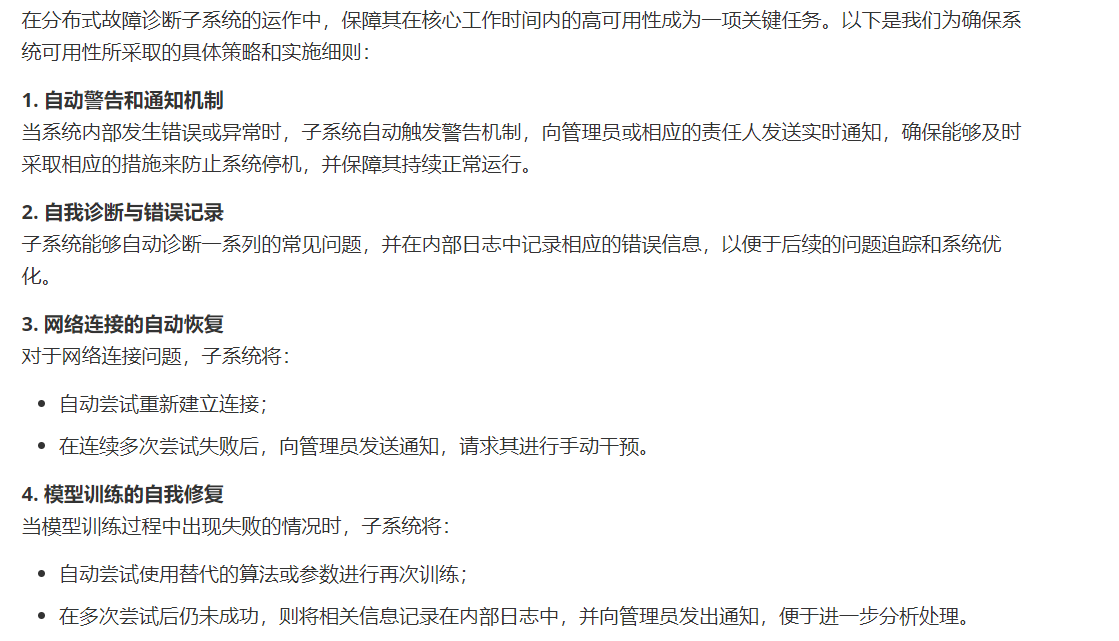 在分布式故障诊断子系统的运作中，保障其在核心工作时间内的高可用性成为一项关键任务。以下是我们为确保系
统可用性所采取的具体策略和实施细则：
1. 自动警告和通知机制
当系统内部发生错误或异常时，子系统自动触发警告机制，向管理员或相应的责任人发送实时通知，确保能够及时
采取相应的措施来防止系统停机，并保障其持续正常运行。
2. 自我诊断与错误记录
子系统能够自动诊断一系列的常见问题，并在内部日志中记录相应的错误信息，以便于后续的问题追踪和系统优
化。
3. 网络连接的自动恢复
对于网络连接问题，子系统将：
• 自动尝试重新建立连接；
• 在连续多次尝试失败后，向管理员发送通知，请求其进行手动干预。
4. 模型训练的自我修复
当模型训练过程中出现失败的情况时，子系统将：
• 自动尝试使用替代的算法或参数进行再次训练；
• 在多次尝试后仍未成功，则将相关信息记录在内部日志中，并向管理员发出通知，便于进一步分析处理。